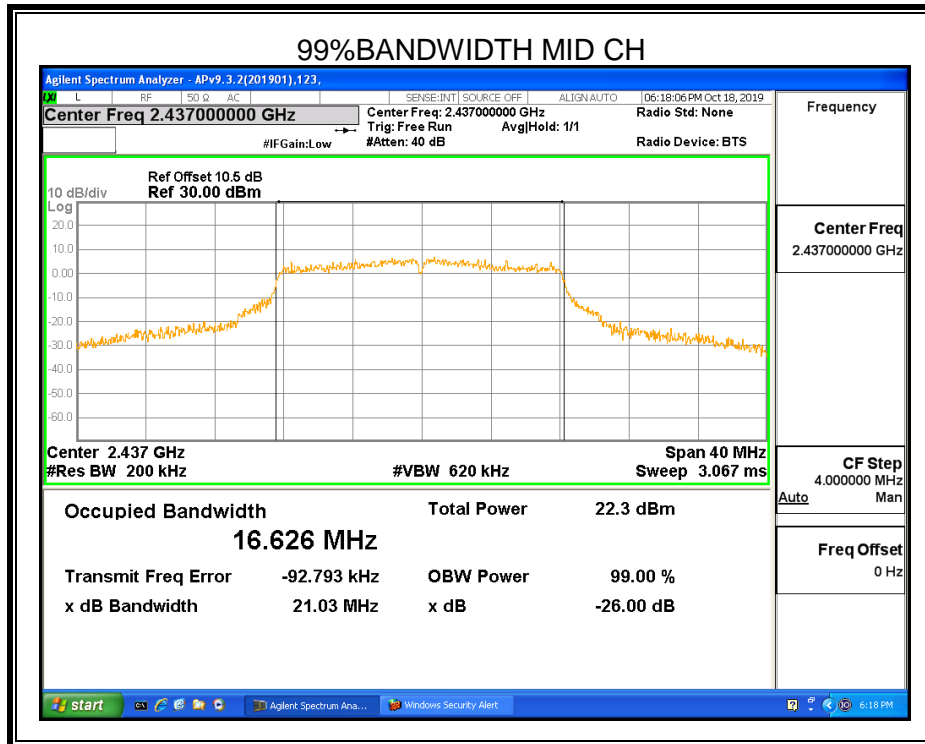 99%BANDWIDTH MID CH
Agilent Spectrum Analyzer - APv9.3.2(201901),123,
LXI L RF 50 Ω AC SENSE:INT SOURCE OFF ALIGN AUTO 06:18:06 PM Oct 18, 2019
Center Freq 2.437000000 GHz
Center Freq: 2.437000000 GHz
Radio Std: None
Trig: Free Run Avg|Hold: 1/1
#IFGain:Low
#Atten: 40 dB
Radio Device: BTS
Ref Offset 10.5 dB
10 dB/div Ref 30.00 dBm
Log
20.0
10.0
0.00
-10.0
-20.0
-30.0
-40.0
-50.0
-60.0
Center 2.437 GHz
Span 40 MHz
#Res BW 200 kHz
#VBW 620 kHz
Sweep 3.067 ms
Occupied Bandwidth
Total Power 22.3 dBm
16.626 MHz
Transmit Freq Error -92.793 kHz
OBW Power 99.00 %
x dB Bandwidth 21.03 MHz
x dB -26.00 dB
Frequency
Center Freq
2.437000000 GHz
CF Step
4.000000 MHz
Auto Man
Freq Offset
0 Hz
start
Agilent Spectrum Ana...
Windows Security Alert
6:18 PM